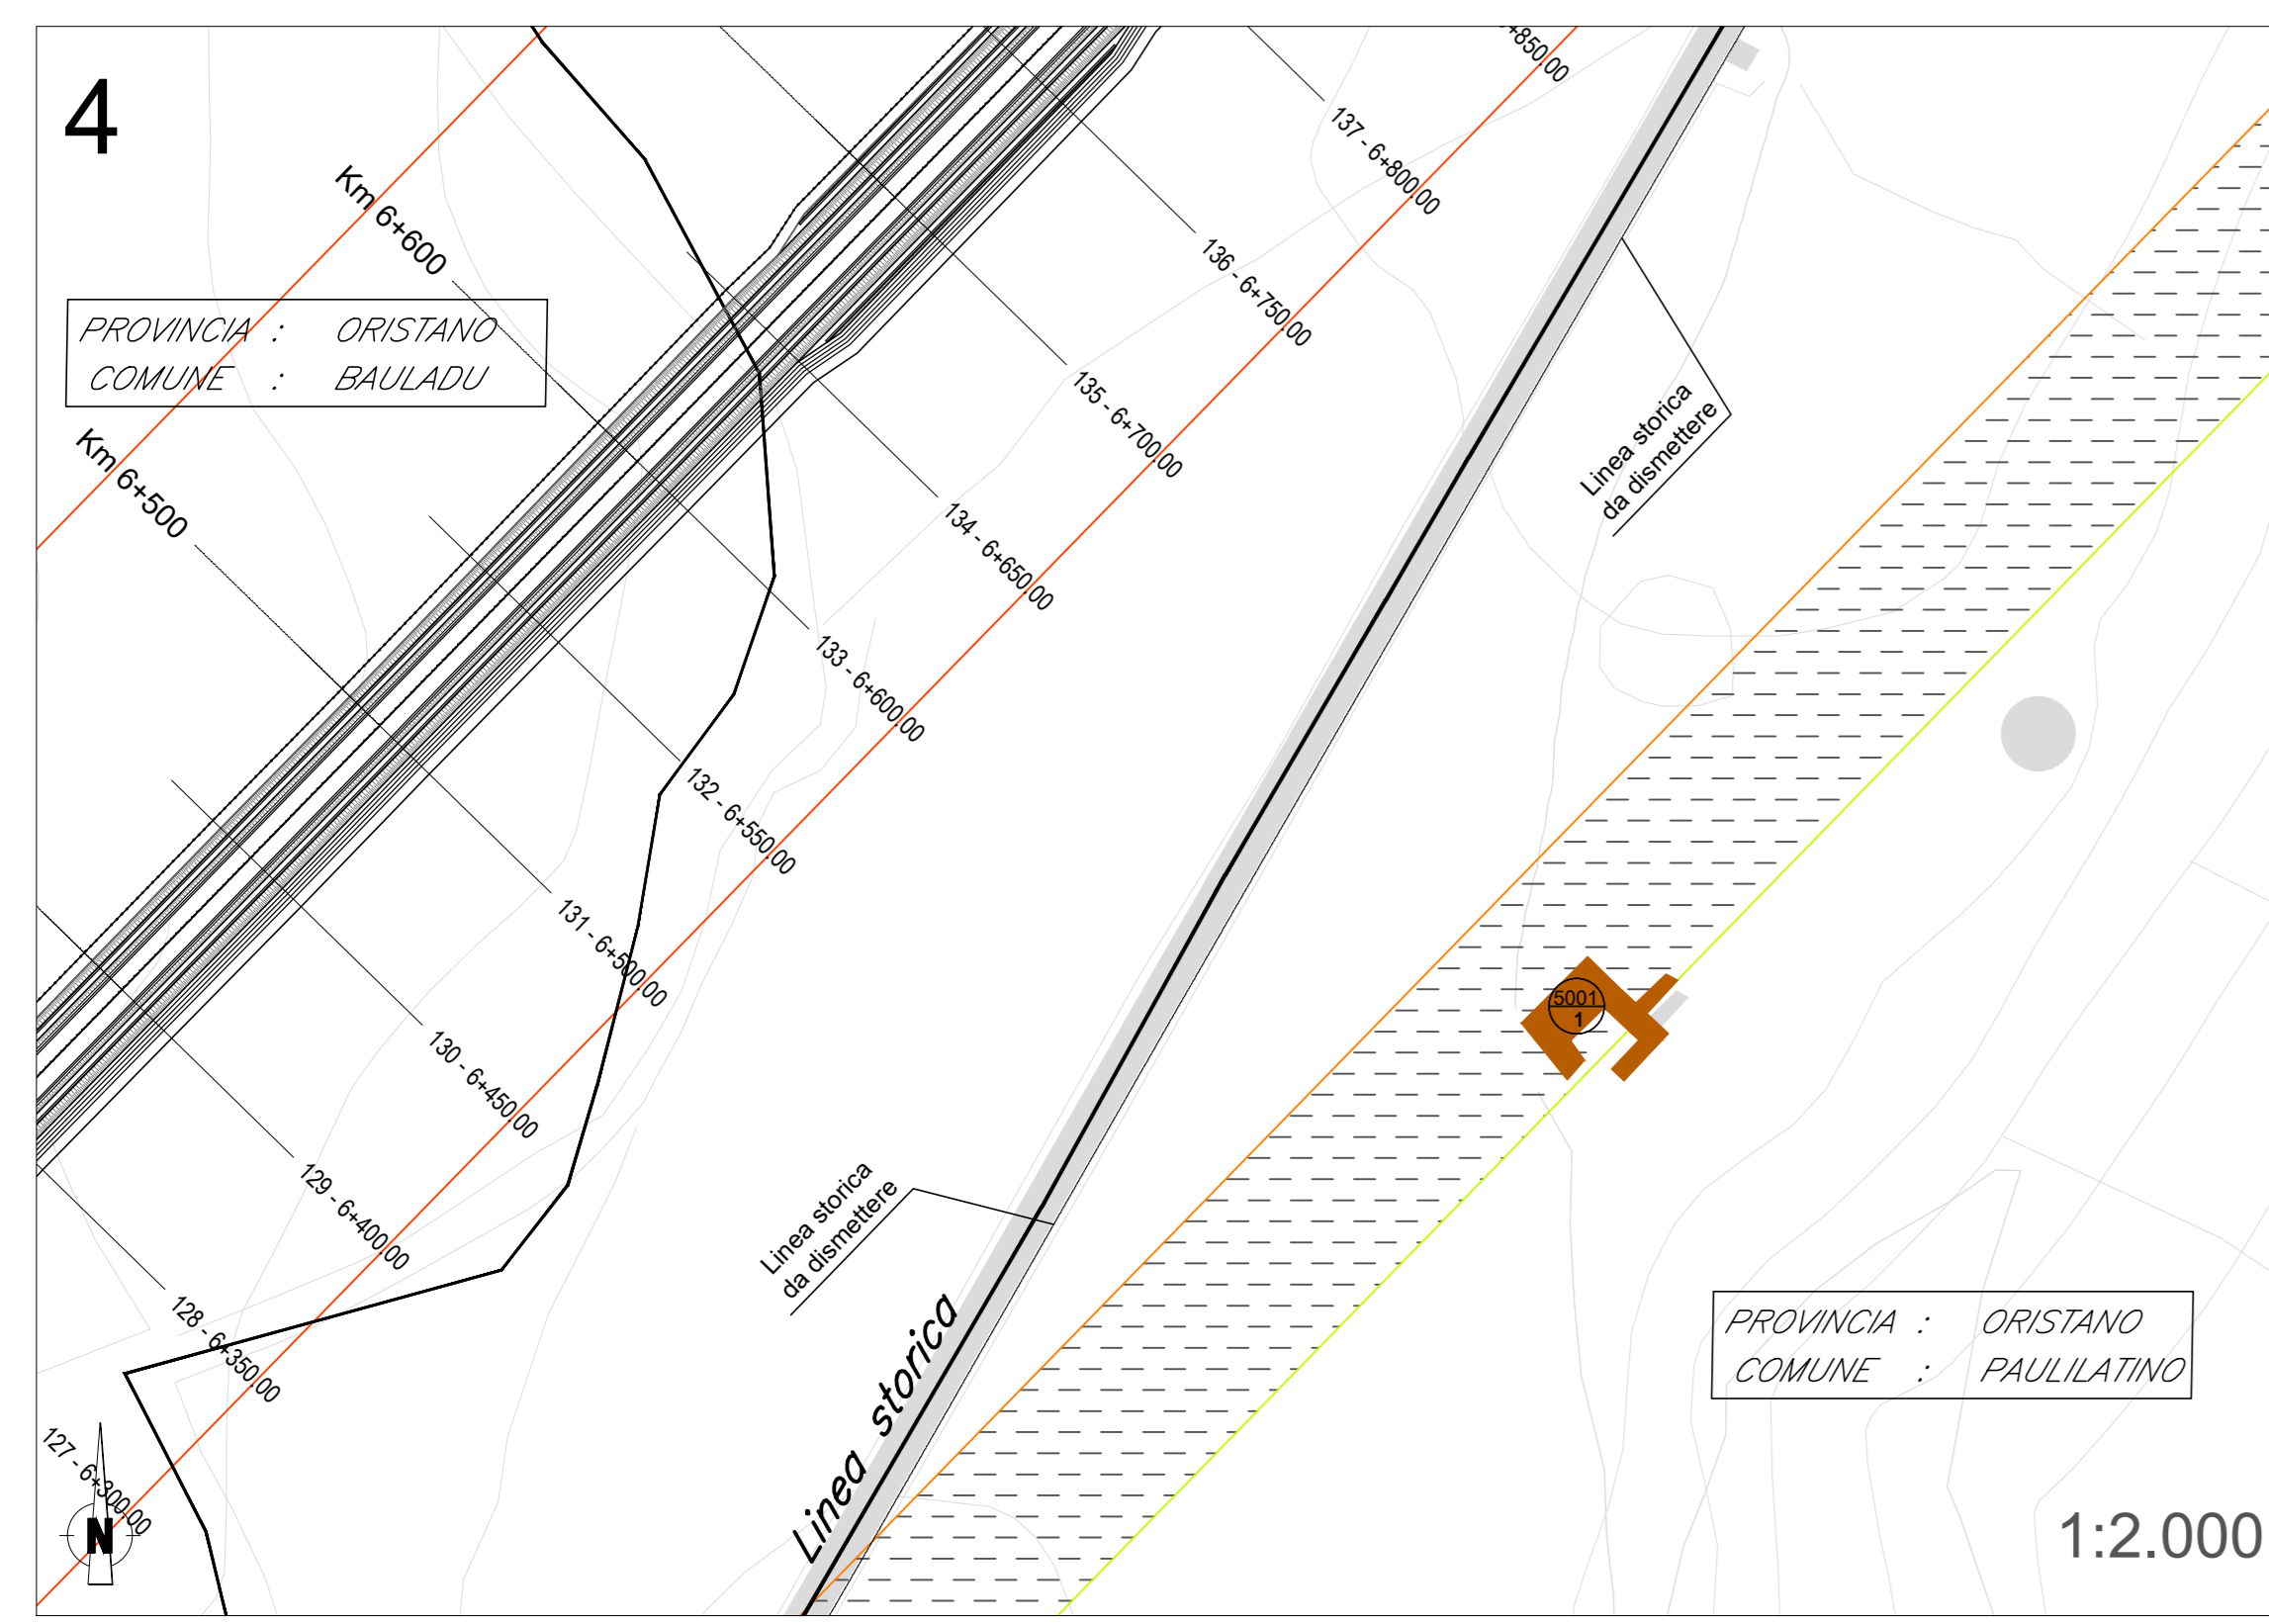 4
+850.00
137 - 6+800.00
Km 6+600
136 - 6+750.00
PROVINCIA : ORISTANO
COMUNE : BAULADU
135 - 6+700.00
Linea storica
da dismettere
Km 6+500
134 - 6+650.00
133 - 6+600.00
132 - 6+550.00
131 - 6+500.00
5001
1
130 - 6+450.00
129 - 6+400.00
Linea storica
da dismettere
128 - 6+350.00
Linea storica
PROVINCIA : ORISTANO
COMUNE : PAULILATINO
127 - 6+300.00
N
1:2.000